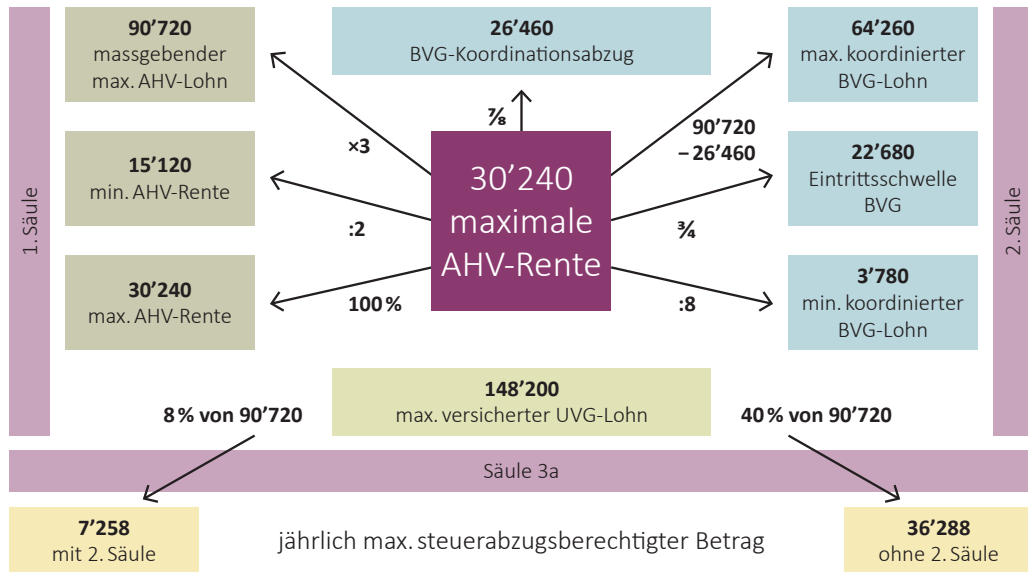 1. Säule
90’720
massgebender
max. AHV-Lohn
26’460
BVG-Koordinationsabzug
64’260
max. koordinierter
BVG-Lohn
2. Säule
×3
⅞
90’720
– 26’460
15’120
min. AHV-Rente
30’240
maximale
AHV-Rente
22’680
Eintrittsschwelle
BVG
:2
¾
30’240
max. AHV-Rente
100 %
:8
3’780
min. koordinierter
BVG-Lohn
8 % von 90’720
148’200
max. versicherter UVG-Lohn
40 % von 90’720
Säule 3a
7’258
mit 2. Säule
jährlich max. steuerabzugsberechtigter Betrag
36’288
ohne 2. Säule